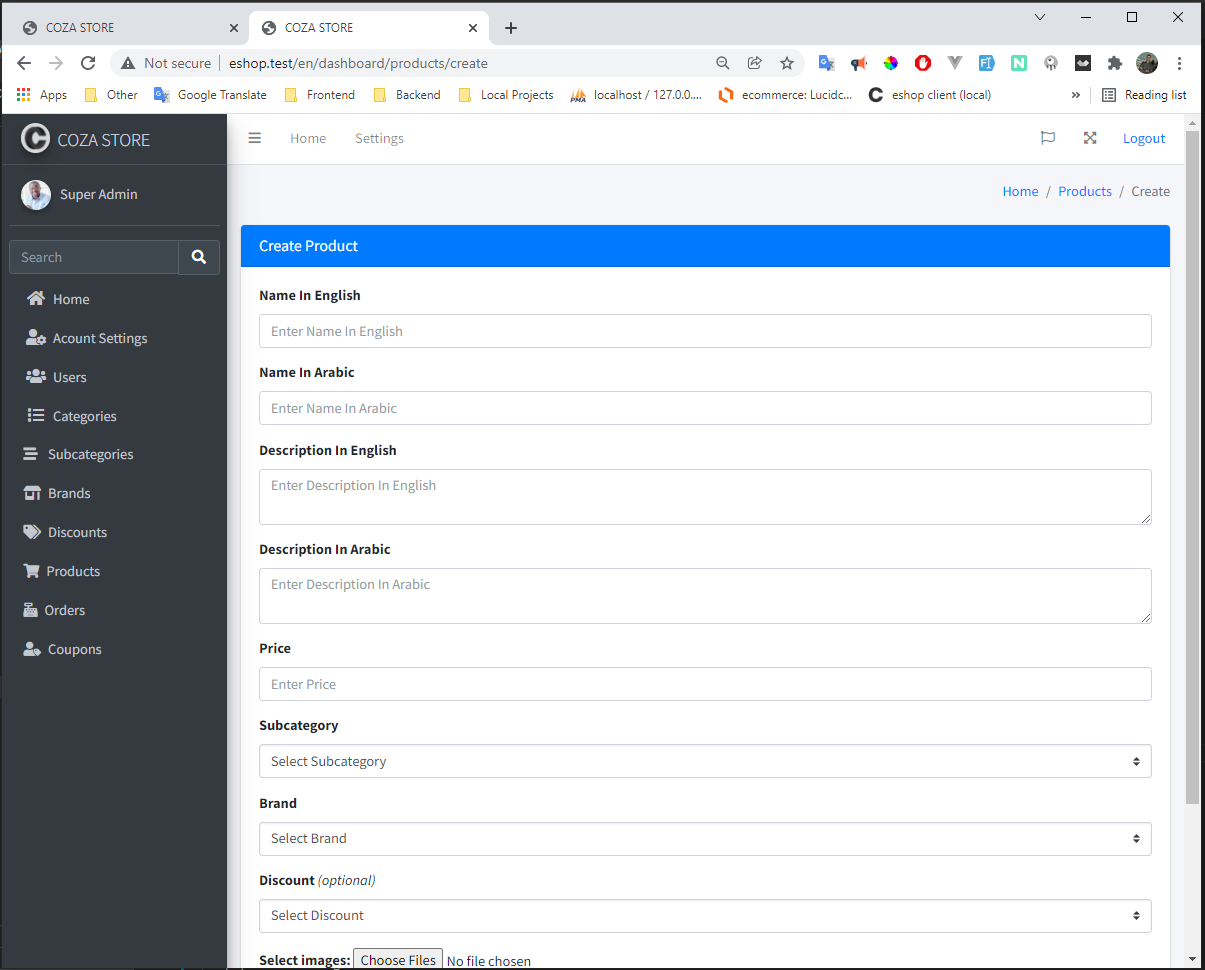 COZA STORE
COZA STORE
Not secure eshop.test/en/dashboard/products/create
Apps Other Google Translate Frontend Backend Local Projects localhost / 127.0.0.... ecommerce: Lucidc... eshop client (local) » Reading list
COZA STORE
Home Settings Logout
Super Admin
Home / Products / Create
Search
Home
Acount Settings
Users
Categories
Subcategories
Brands
Discounts
Products
Orders
Coupons
Create Product
Name In English
Enter Name In English
Name In Arabic
Enter Name In Arabic
Description In English
Enter Description In English
Description In Arabic
Enter Description In Arabic
Price
Enter Price
Subcategory
Select Subcategory
Brand
Select Brand
Discount (optional)
Select Discount
Select images: Choose Files No file chosen